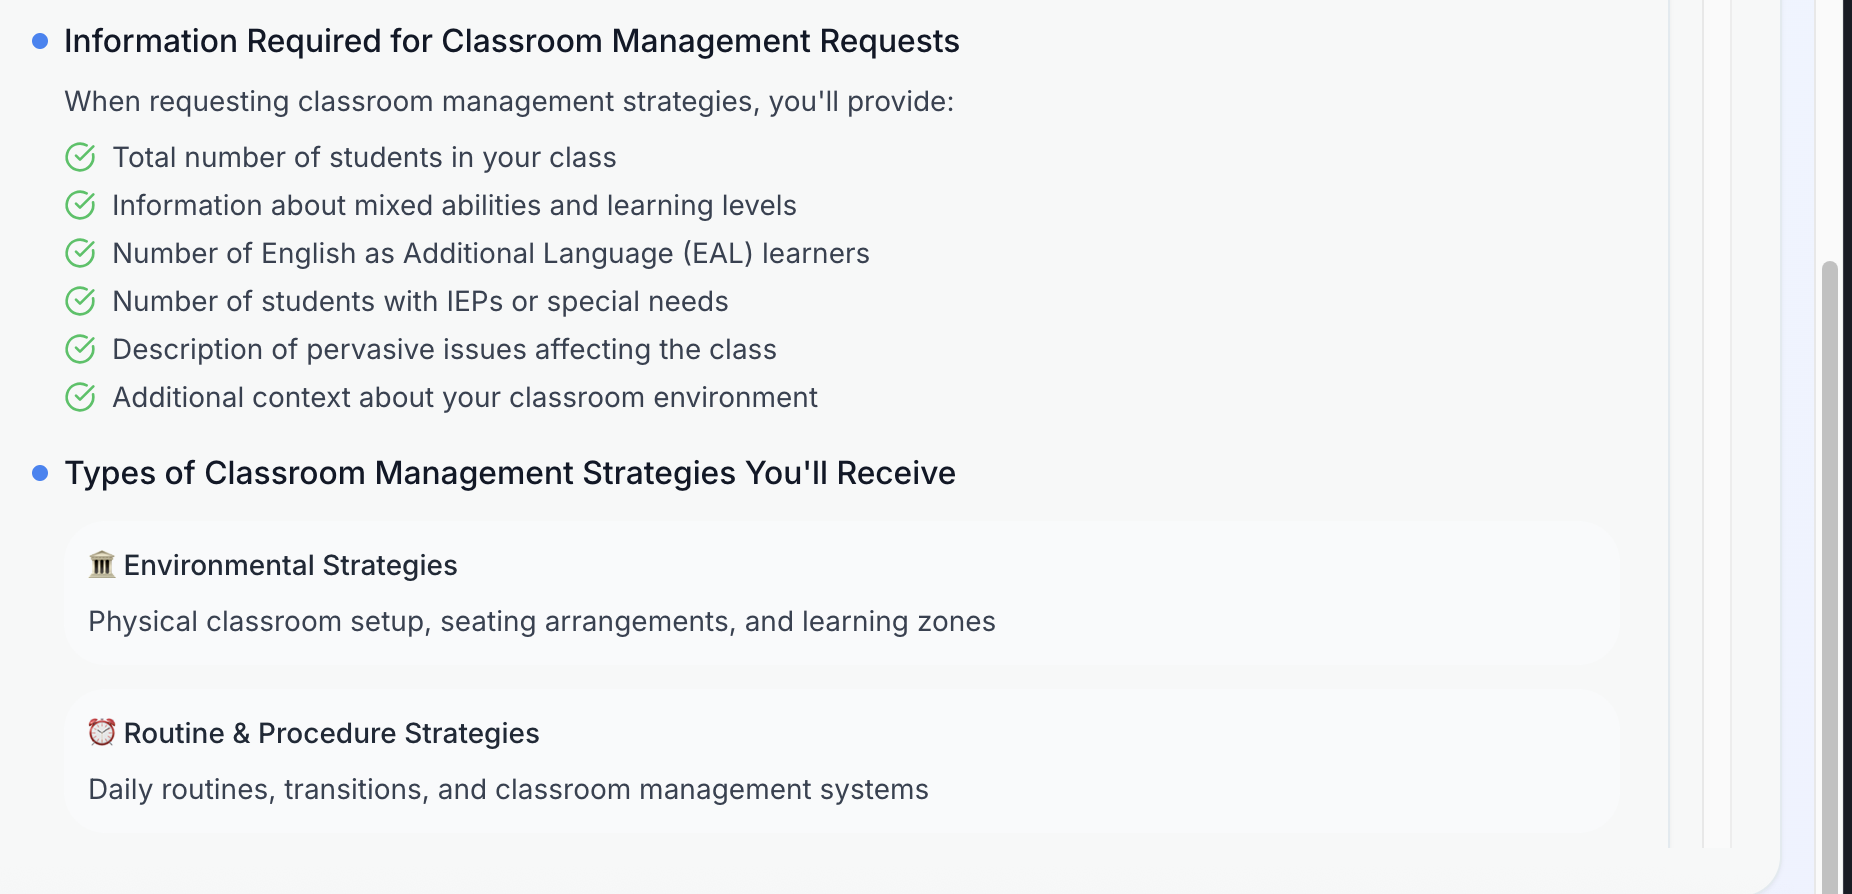 Information Required for Classroom Management Requests
When requesting classroom management strategies, you'll provide:
Total number of students in your class
Information about mixed abilities and learning levels
Number of English as Additional Language (EAL) learners
Number of students with IEPs or special needs
Description of pervasive issues affecting the class
Additional context about your classroom environment
Types of Classroom Management Strategies You'll Receive
Environmental Strategies
Physical classroom setup, seating arrangements, and learning zones
Routine & Procedure Strategies
Daily routines, transitions, and classroom management systems